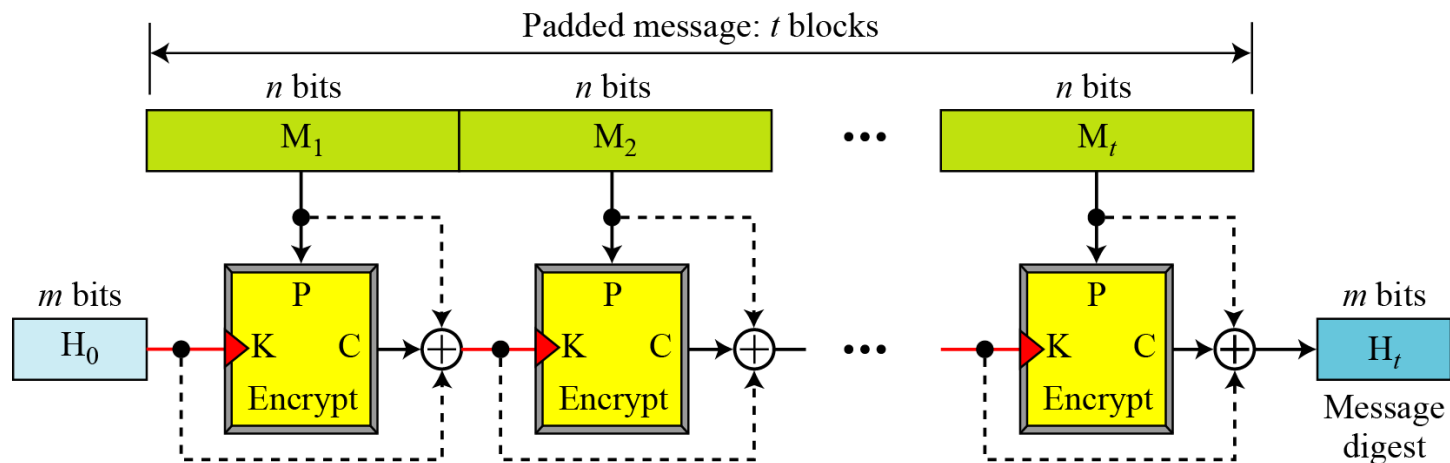 Padded message: t blocks
n bits n bits n bits
M₁ M₂ ••• Mₜ
m bits P P P m bits
H₀ K C K C ••• K C Hₜ
Encrypt Encrypt Encrypt Message
digest